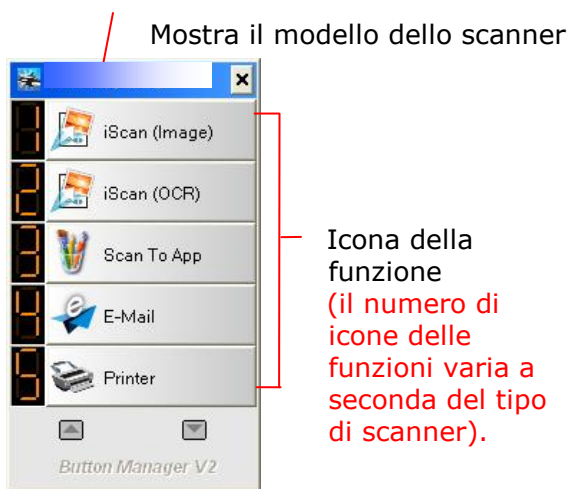 Mostra il modello dello scanner
1 iScan (Image)
2 iScan (OCR)
3 Scan To App
4 E-Mail
5 Printer
Button Manager V2
Icona della
funzione
(il numero di
icone delle
funzioni varia a
seconda del tipo
di scanner).